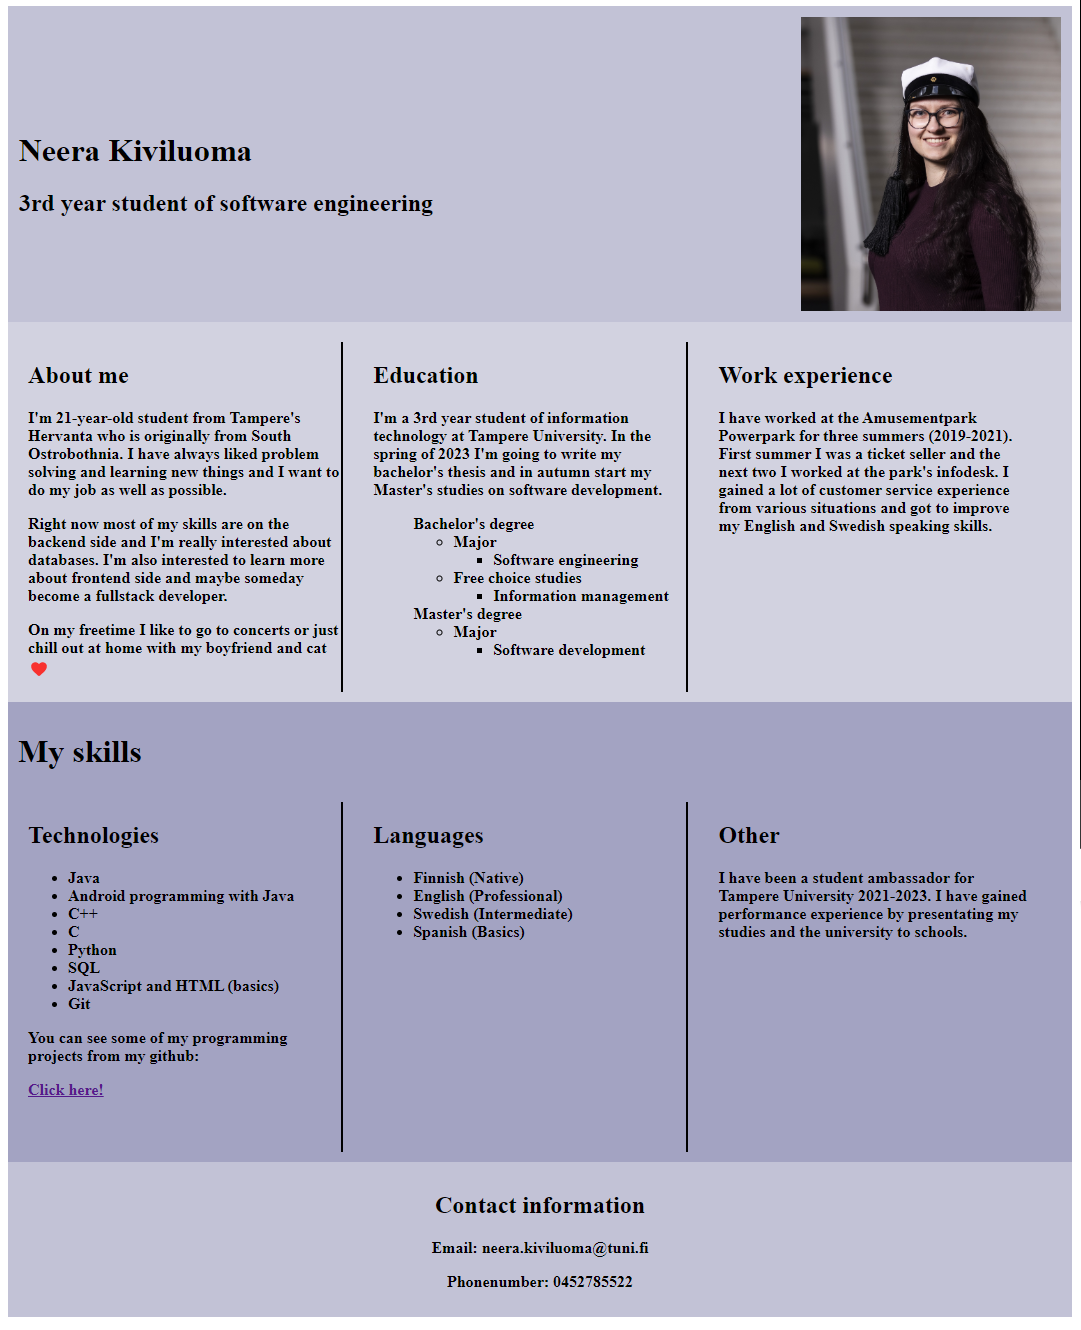 Neera Kiviluoma
3rd year student of software engineering
About me
I'm 21-year-old student from Tampere's
Hervanta who is originally from South
Ostrobothnia. I have always liked problem
solving and learning new things and I want to
do my job as well as possible.
Right now most of my skills are on the
backend side and I'm really interested about
databases. I'm also interested to learn more
about frontend side and maybe someday
become a fullstack developer.
On my freetime I like to go to concerts or just
chill out at home with my boyfriend and cat
Education
I'm a 3rd year student of information
technology at Tampere University. In the
spring of 2023 I'm going to write my
bachelor's thesis and in autumn start my
Master's studies on software development.
Bachelor's degree
Major
Software engineering
Free choice studies
Information management
Master's degree
Major
Software development
Work experience
I have worked at the Amusementpark
Powerpark for three summers (2019-2021).
First summer I was a ticket seller and the
next two I worked at the park's infodesk. I
gained a lot of customer service experience
from various situations and got to improve
my English and Swedish speaking skills.
My skills
Technologies
Java
Android programming with Java
C++
C
Python
SQL
JavaScript and HTML (basics)
Git
You can see some of my programming
projects from my github:
Click here!
Languages
Finnish (Native)
English (Professional)
Swedish (Intermediate)
Spanish (Basics)
Other
I have been a student ambassador for
Tampere University 2021-2023. I have gained
performance experience by presentating my
studies and the university to schools.
Contact information
Email: neera.kiviluoma@tuni.fi
Phonenumber: 0452785522